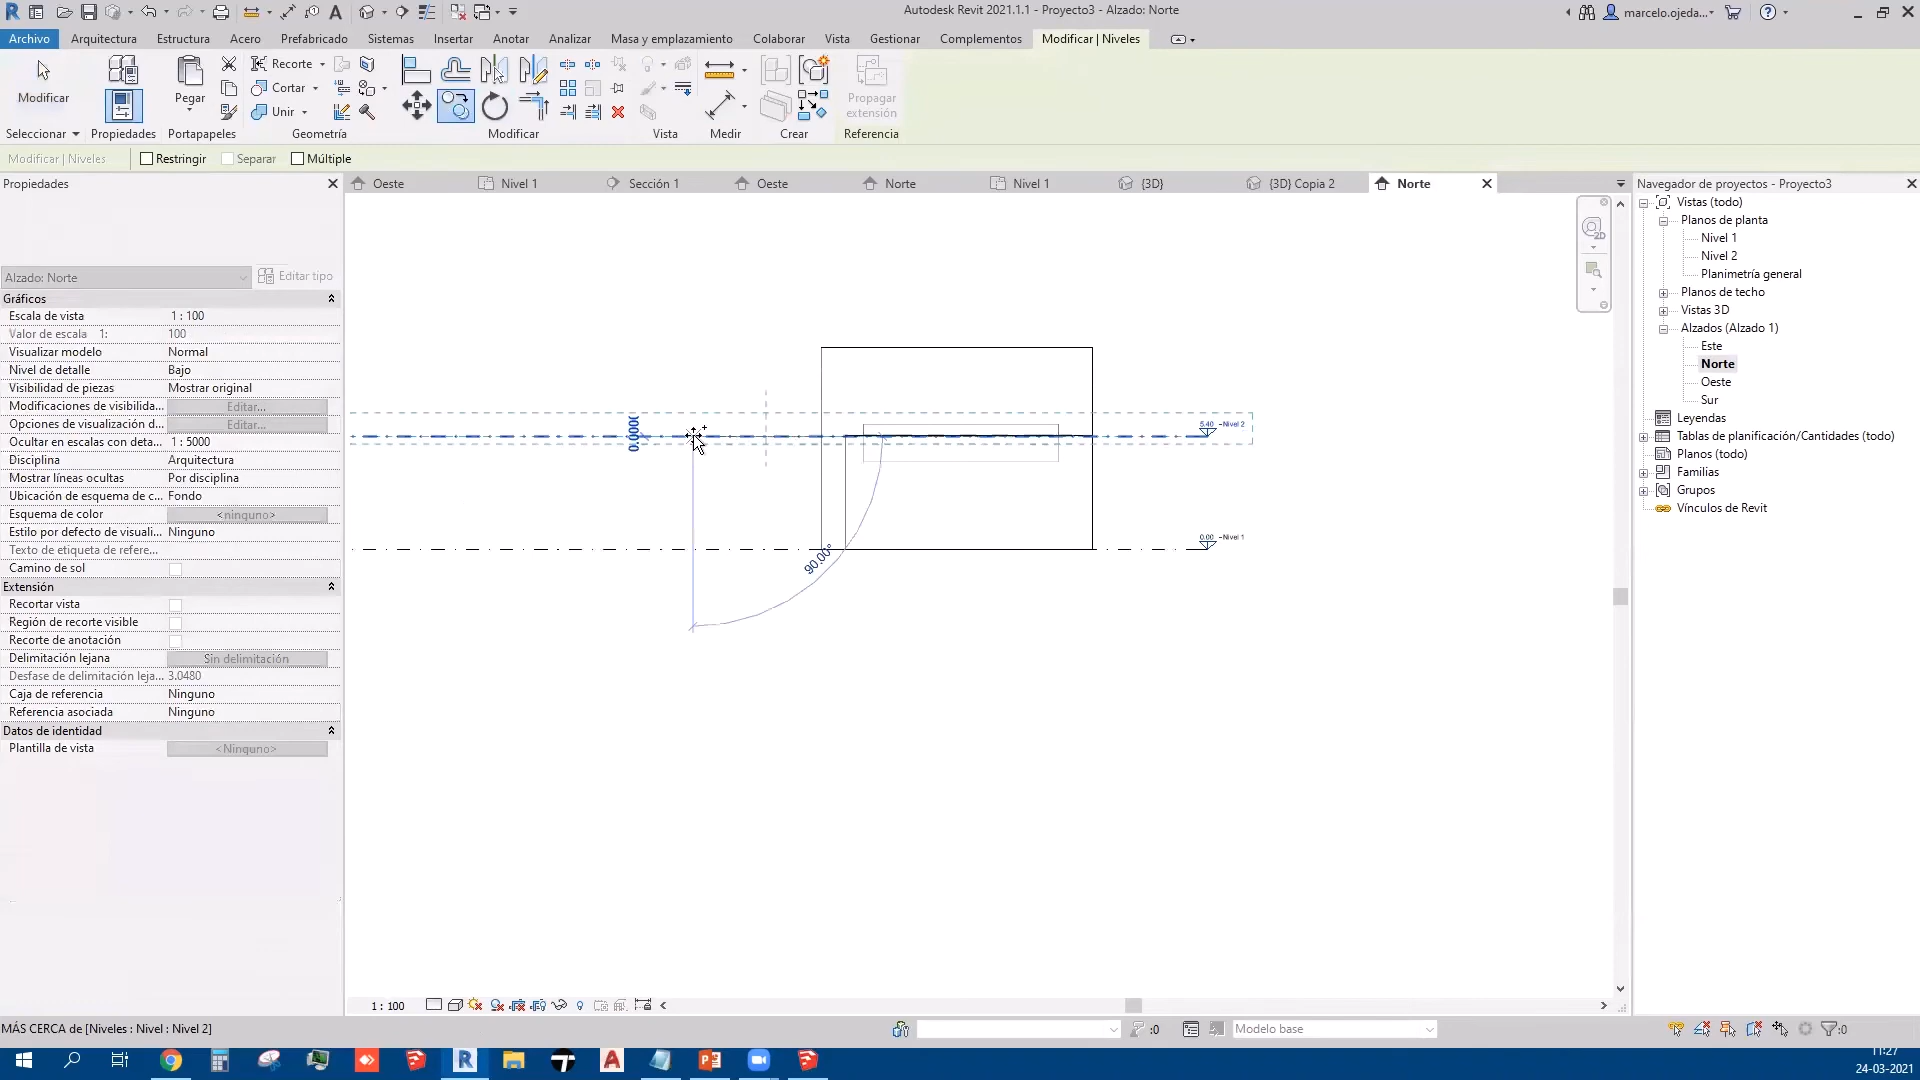 Autodesk Revit 2021.1.1 - Proyecto3 - Alzado: Norte
marcelo.ojeda...
Archivo Arquitectura Estructura Acero Prefabricado Sistemas Insertar Anotar Analizar Masa y emplazamiento Colaborar Vista Gestionar Complementos Modificar | Niveles
Modificar
Pegar
Recorte
Cortar
Unir
Propagar extensión
Seleccionar Propiedades Portapapeles Geometría Modificar Vista Medir Crear Referencia
Modificar | Niveles Restringir Separar Múltiple
Propiedades
Oeste Nivel 1 Sección 1 Oeste Norte Nivel 1 {3D} {3D} Copia 2 Norte
Alzado: Norte Editar tipo
Gráficos
Escala de vista 1 : 100
Valor de escala 1: 100
Visualizar modelo Normal
Nivel de detalle Bajo
Visibilidad de piezas Mostrar original
Modificaciones de visibilida... Editar...
Opciones de visualización d... Editar...
Ocultar en escalas con deta... 1 : 5000
Disciplina Arquitectura
Mostrar líneas ocultas Por disciplina
Ubicación de esquema de c... Fondo
Esquema de color <ninguno>
Estilo por defecto de visuali... Ninguno
Texto de etiqueta de refere...
Camino de sol
Extensión
Recortar vista
Región de recorte visible
Recorte de anotación
Delimitación lejana Sin delimitación
Desfase de delimitación leja... 3.0480
Caja de referencia Ninguno
Referencia asociada Ninguno
Datos de identidad
Plantilla de vista <Ninguno>
0.0000
5.40 Nivel 2
0.00 Nivel 1
90.00°
2D
Navegador de proyectos - Proyecto3
Vistas (todo)
Planos de planta
Nivel 1
Nivel 2
Planimetría general
Planos de techo
Vistas 3D
Alzados (Alzado 1)
Este
Norte
Oeste
Sur
Leyendas
Tablas de planificación/Cantidades (todo)
Planos (todo)
Familias
Grupos
Vínculos de Revit
1 : 100
MÁS CERCA de [Niveles : Nivel : Nivel 2]
:0
Modelo base
:0
11:27
24-03-2021